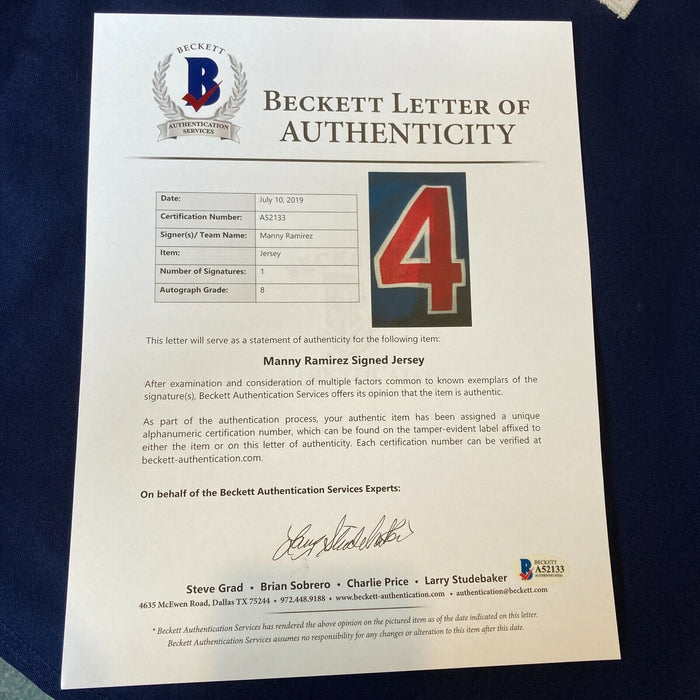 BECKETT
B
AUTHENTICATION
SERVICES
BECKETT LETTER OF
AUTHENTICITY
Date: July 10, 2019
Certification Number: A52133
Signer(s)/ Team Name: Manny Ramirez
Item: Jersey
Number of Signatures: 1
Autograph Grade: 8
4
This letter will serve as a statement of authenticity for the following item:
Manny Ramirez Signed Jersey
After examination and consideration of multiple factors common to known exemplars of the
signature(s), Beckett Authentication Services offers its opinion that the item is authentic.
As part of the authentication process, your authentic item has been assigned a unique
alphanumeric certification number, which can be found on the tamper-evident label affixed to
either the item or on this letter of authenticity. Each certification number can be verified at
beckett-authentication.com.
On behalf of the Beckett Authentication Services Experts:
Larry Studebaker
Steve Grad • Brian Sobrero • Charlie Price • Larry Studebaker
4635 McEwen Road, Dallas TX 75244 • 972.448.9188 • www.beckett-authentication.com • authentication@beckett.com
B
BECKETT
A52133
AUTHENTICATED
* Beckett Authentication Services has rendered the above opinion on the pictured item as of the date indicated on this letter.
Beckett Authentication Services assumes no responsibility for any changes or alteration to this item after this date.